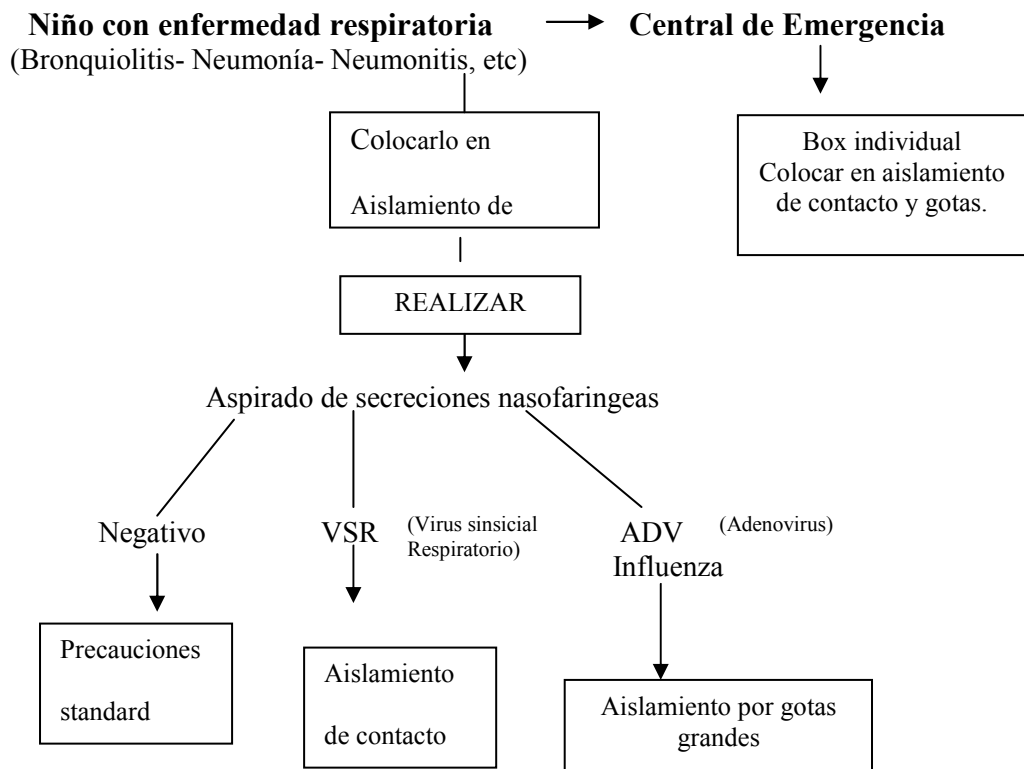 Niño con enfermedad respiratoria
Central de Emergencia
(Bronquiolitis- Neumonía- Neumonitis, etc)
Colocarlo en
Aislamiento de
Box individual
Colocar en aislamiento
de contacto y gotas.
REALIZAR
Aspirado de secreciones nasofaringeas
Negativo
VSR
(Virus sinsicial
Respiratorio)
ADV
(Adenovirus)
Influenza
Precauciones
standard
Aislamiento
de contacto
Aislamiento por gotas
grandes